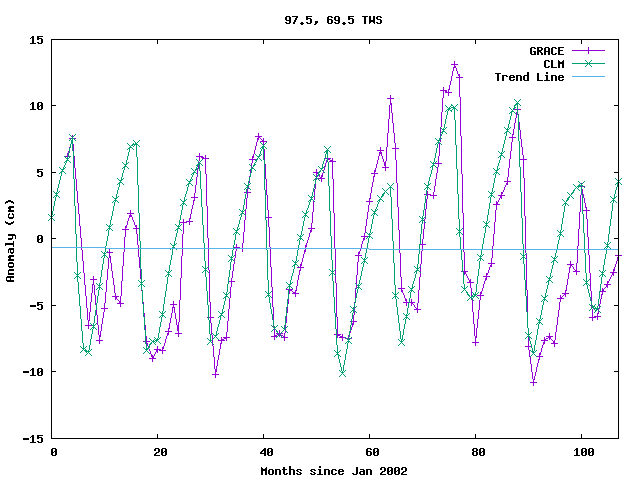 97.5, 69.5 TWS
GRACE
CLM
Trend Line
15
10
5
0
-5
-10
-15
Anomaly (cm)
0 20 40 60 80 100
Months since Jan 2002